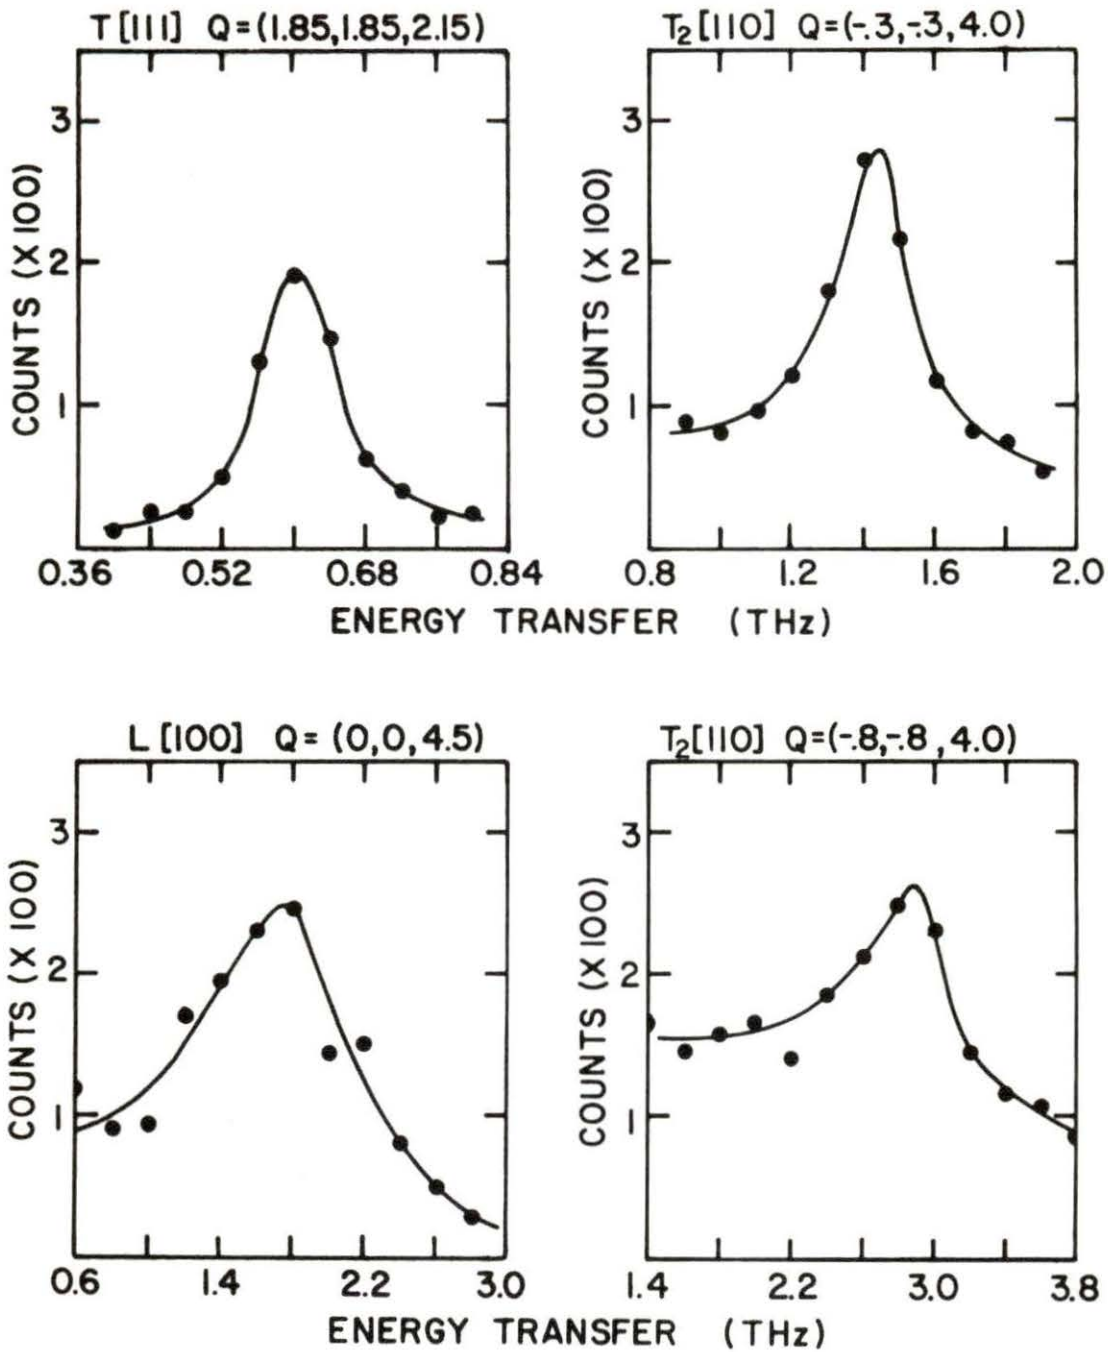 T [111] Q=(1.85,1.85,2.15)
3
2
1
COUNTS (X 100)
0.36 0.52 0.68 0.84
T₂[110] Q=(-.3,-.3,4.0)
3
2
1
COUNTS (X 100)
0.8 1.2 1.6 2.0
ENERGY TRANSFER (THz)
L [100] Q= (0,0,4.5)
3
2
1
COUNTS (X 100)
0.6 1.4 2.2 3.0
T₂[110] Q=(-.8,-.8,4.0)
3
2
1
COUNTS (X 100)
1.4 2.2 3.0 3.8
ENERGY TRANSFER (THz)